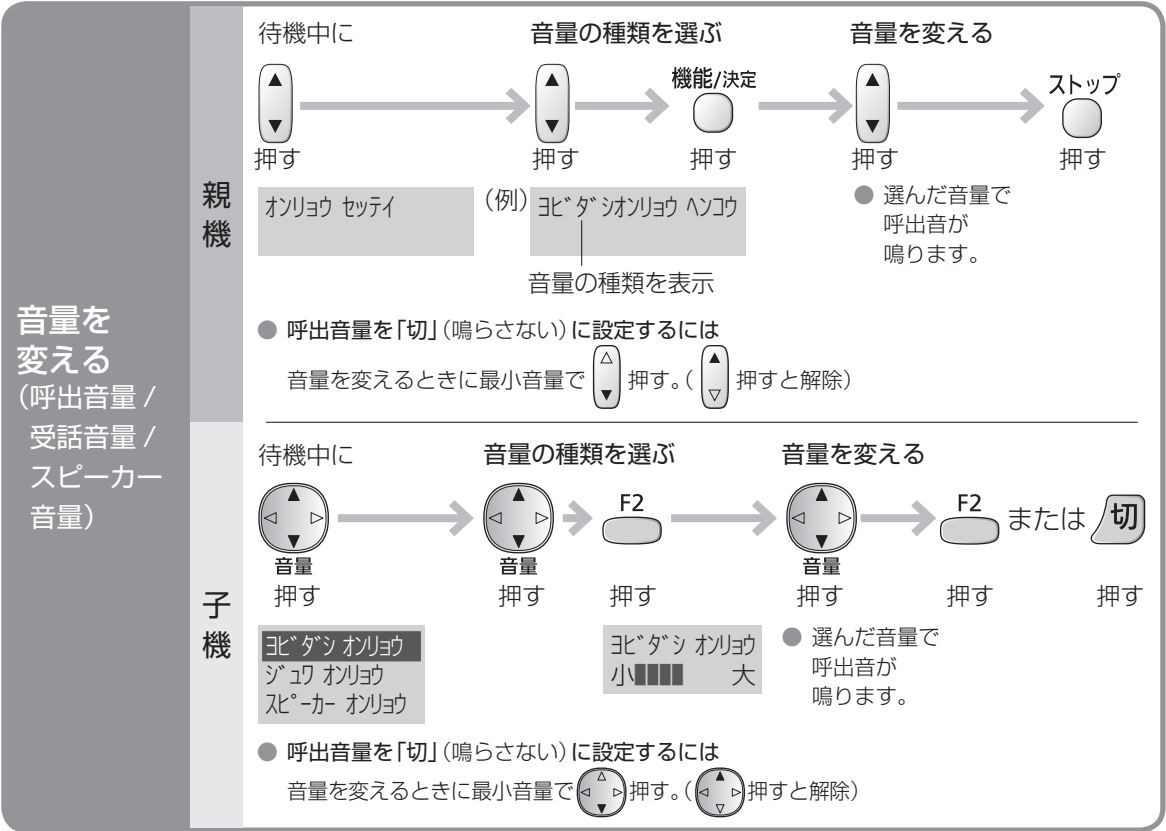 音量を
変える
（呼出音量 /
受話音量 /
スピーカー
音量）
親機
待機中に
音量の種類を選ぶ
音量を変える
▲
▼
▲
▼
機能/決定
▲
▼
ストップ
押す
押す
押す
押す
押す
ｵﾝﾘｮｳ ｾｯﾃｲ
（例）
ﾖﾋﾞﾀﾞｼｵﾝﾘｮｳ ﾍﾝｺｳ
音量の種類を表示
● 選んだ音量で
呼出音が
鳴ります。
● 呼出音量を「切」（鳴らさない）に設定するには
音量を変えるときに最小音量で △▼ 押す。（ ▲▽ 押すと解除）
子機
待機中に
音量の種類を選ぶ
音量を変える
音量
音量
F2
音量
F2
または
切
押す
押す
押す
押す
押す
押す
ﾖﾋﾞﾀﾞｼ ｵﾝﾘｮｳ
ｼﾞｭﾜ ｵﾝﾘｮｳ
ｽﾋﾟｰｶｰ ｵﾝﾘｮｳ
ﾖﾋﾞﾀﾞｼ ｵﾝﾘｮｳ
小 大
● 選んだ音量で
呼出音が
鳴ります。
● 呼出音量を「切」（鳴らさない）に設定するには
音量を変えるときに最小音量で 押す。（ 押すと解除）